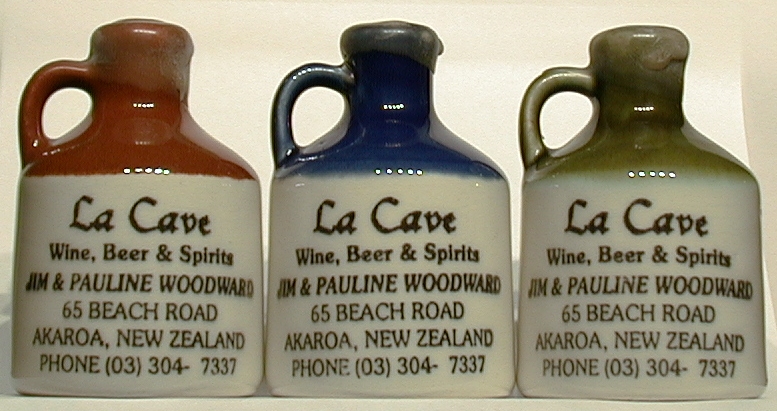 La Cave
Wine, Beer & Spirits
JIM & PAULINE WOODWARD
65 BEACH ROAD
AKAROA, NEW ZEALAND
PHONE (03) 304- 7337
La Cave
Wine, Beer & Spirits
JIM & PAULINE WOODWARD
65 BEACH ROAD
AKAROA, NEW ZEALAND
PHONE (03) 304- 7337
La Cave
Wine, Beer & Spirits
JIM & PAULINE WOODWARD
65 BEACH ROAD
AKAROA, NEW ZEALAND
PHONE (03) 304- 7337